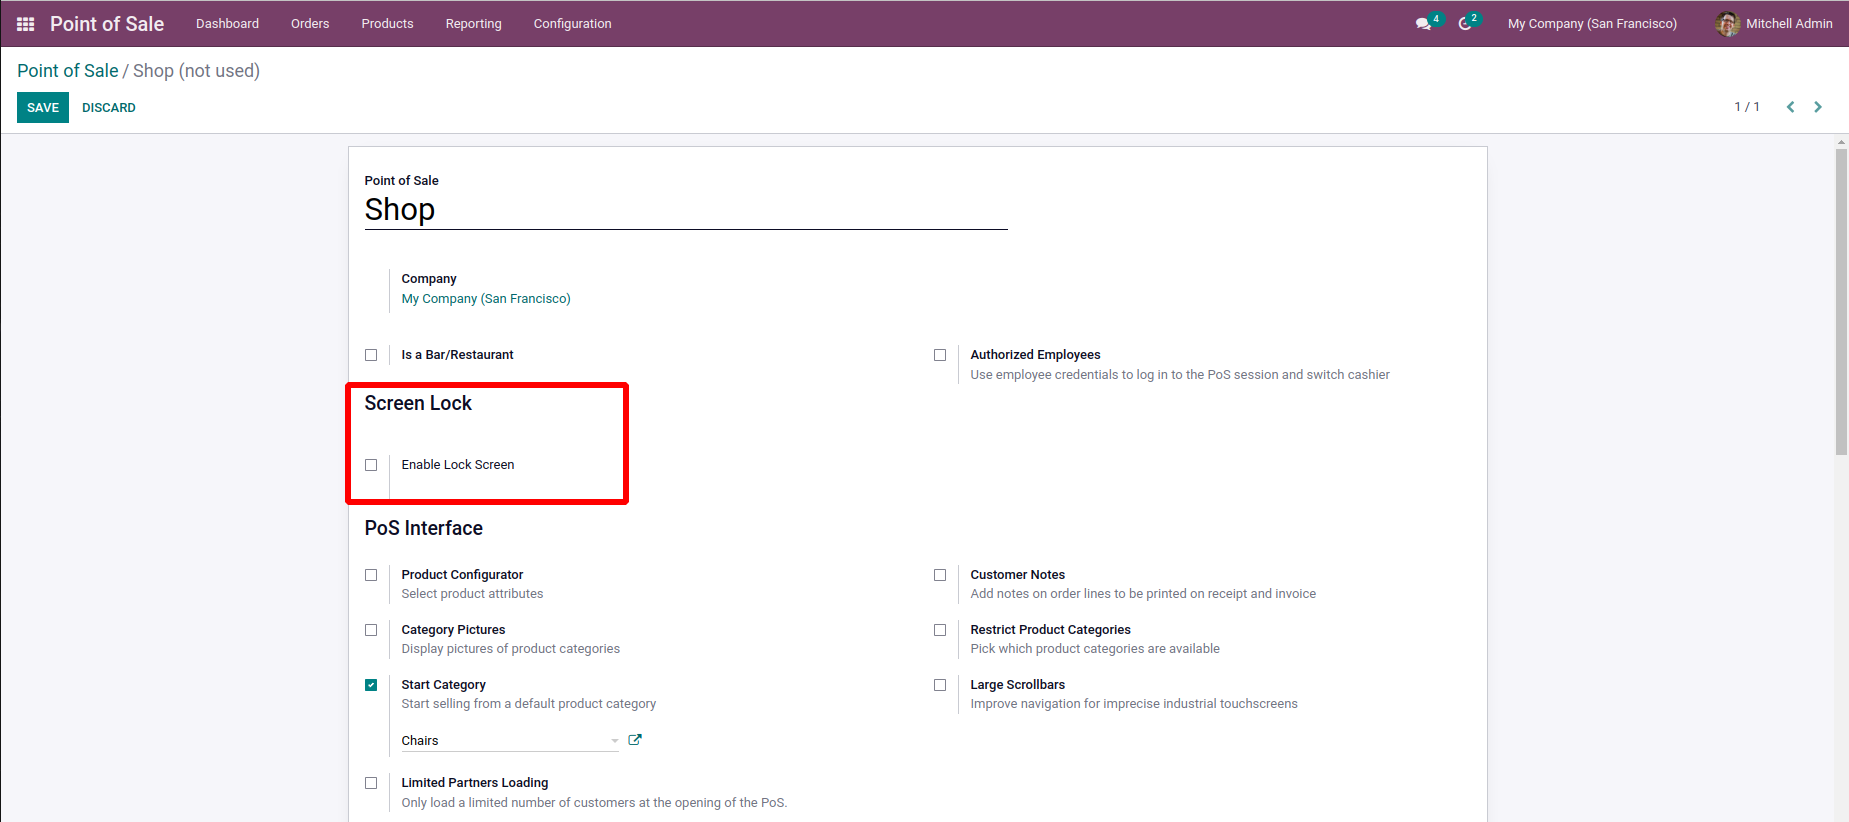 Point of Sale Dashboard Orders Products Reporting Configuration 4 2 My Company (San Francisco) Mitchell Admin
Point of Sale / Shop (not used)
SAVE DISCARD 1 / 1
Point of Sale
Shop
Company
My Company (San Francisco)
Is a Bar/Restaurant
Authorized Employees
Use employee credentials to log in to the PoS session and switch cashier
Screen Lock
Enable Lock Screen
PoS Interface
Product Configurator
Select product attributes
Customer Notes
Add notes on order lines to be printed on receipt and invoice
Category Pictures
Display pictures of product categories
Restrict Product Categories
Pick which product categories are available
Start Category
Start selling from a default product category
Chairs
Large Scrollbars
Improve navigation for imprecise industrial touchscreens
Limited Partners Loading
Only load a limited number of customers at the opening of the PoS.